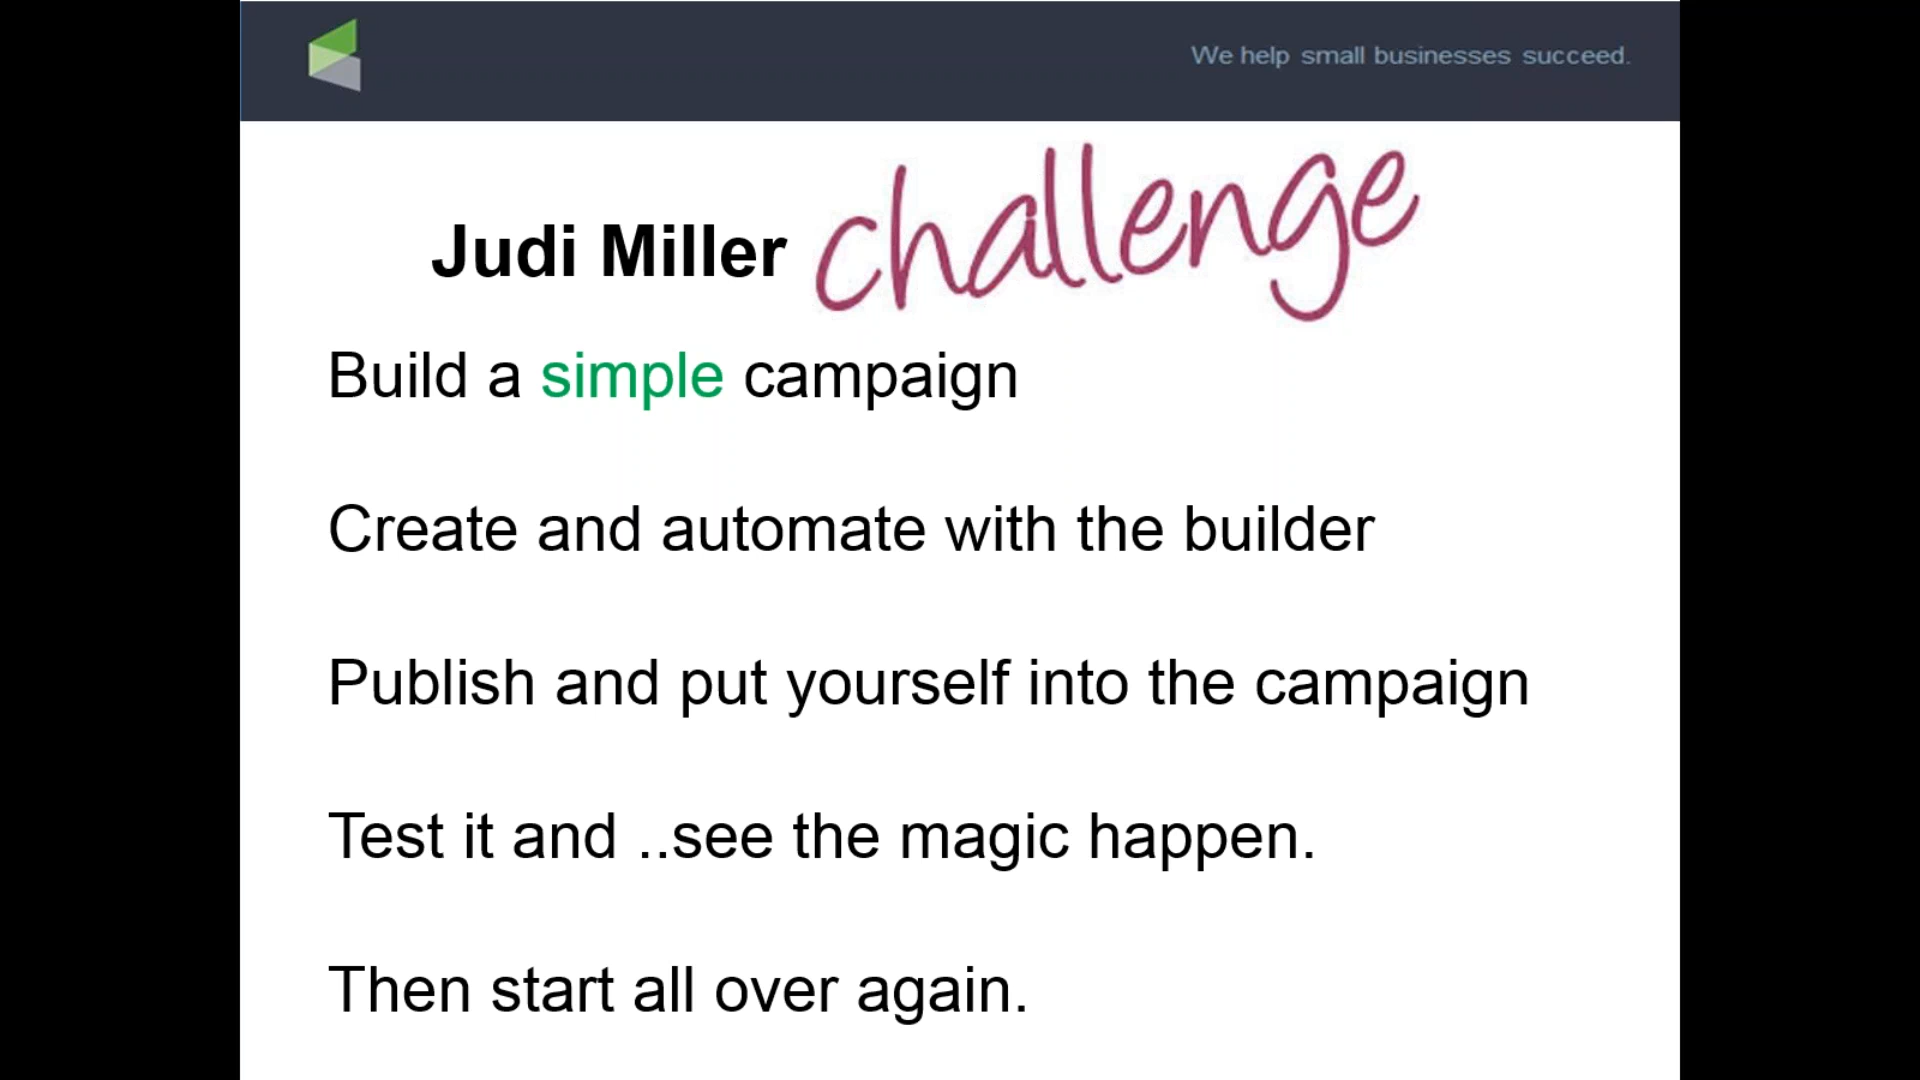 We help small businesses succeed.
Judi Miller challenge
Build a simple campaign
Create and automate with the builder
Publish and put yourself into the campaign
Test it and ..see the magic happen.
Then start all over again.